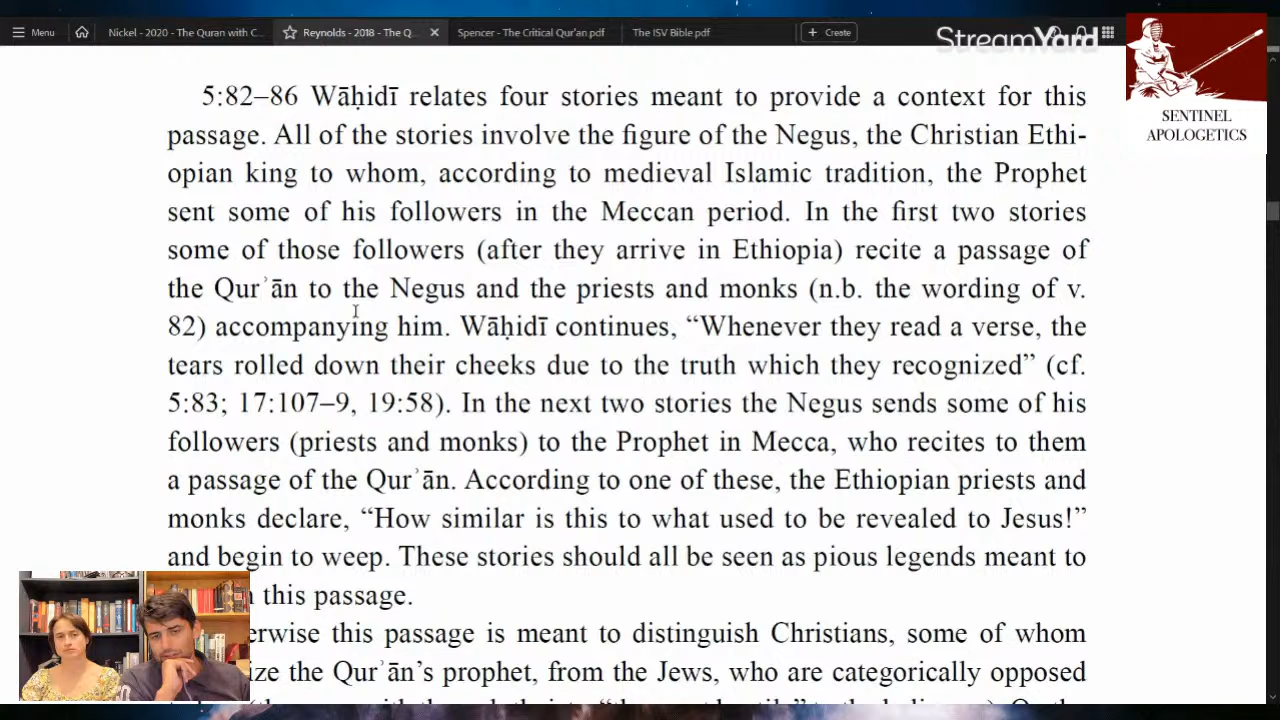 Menu
Nickel - 2020 - The Quran with C...
Reynolds - 2018 - The Q...
Spencer - The Critical Qur'an.pdf
The ISV Bible.pdf
+ Create
StreamYard
SENTINEL
APOLOGETICS
5:82–86 Wāḥidī relates four stories meant to provide a context for this
passage. All of the stories involve the figure of the Negus, the Christian Ethi-
opian king to whom, according to medieval Islamic tradition, the Prophet
sent some of his followers in the Meccan period. In the first two stories
some of those followers (after they arrive in Ethiopia) recite a passage of
the Qurʾān to the Negus and the priests and monks (n.b. the wording of v.
82) accompanying him. Wāḥidī continues, “Whenever they read a verse, the
tears rolled down their cheeks due to the truth which they recognized” (cf.
5:83; 17:107–9, 19:58). In the next two stories the Negus sends some of his
followers (priests and monks) to the Prophet in Mecca, who recites to them
a passage of the Qurʾān. According to one of these, the Ethiopian priests and
monks declare, “How similar is this to what used to be revealed to Jesus!”
and begin to weep. These stories should all be seen as pious legends meant to
this passage.
erwise this passage is meant to distinguish Christians, some of whom
ize the Qurʾān’s prophet, from the Jews, who are categorically opposed